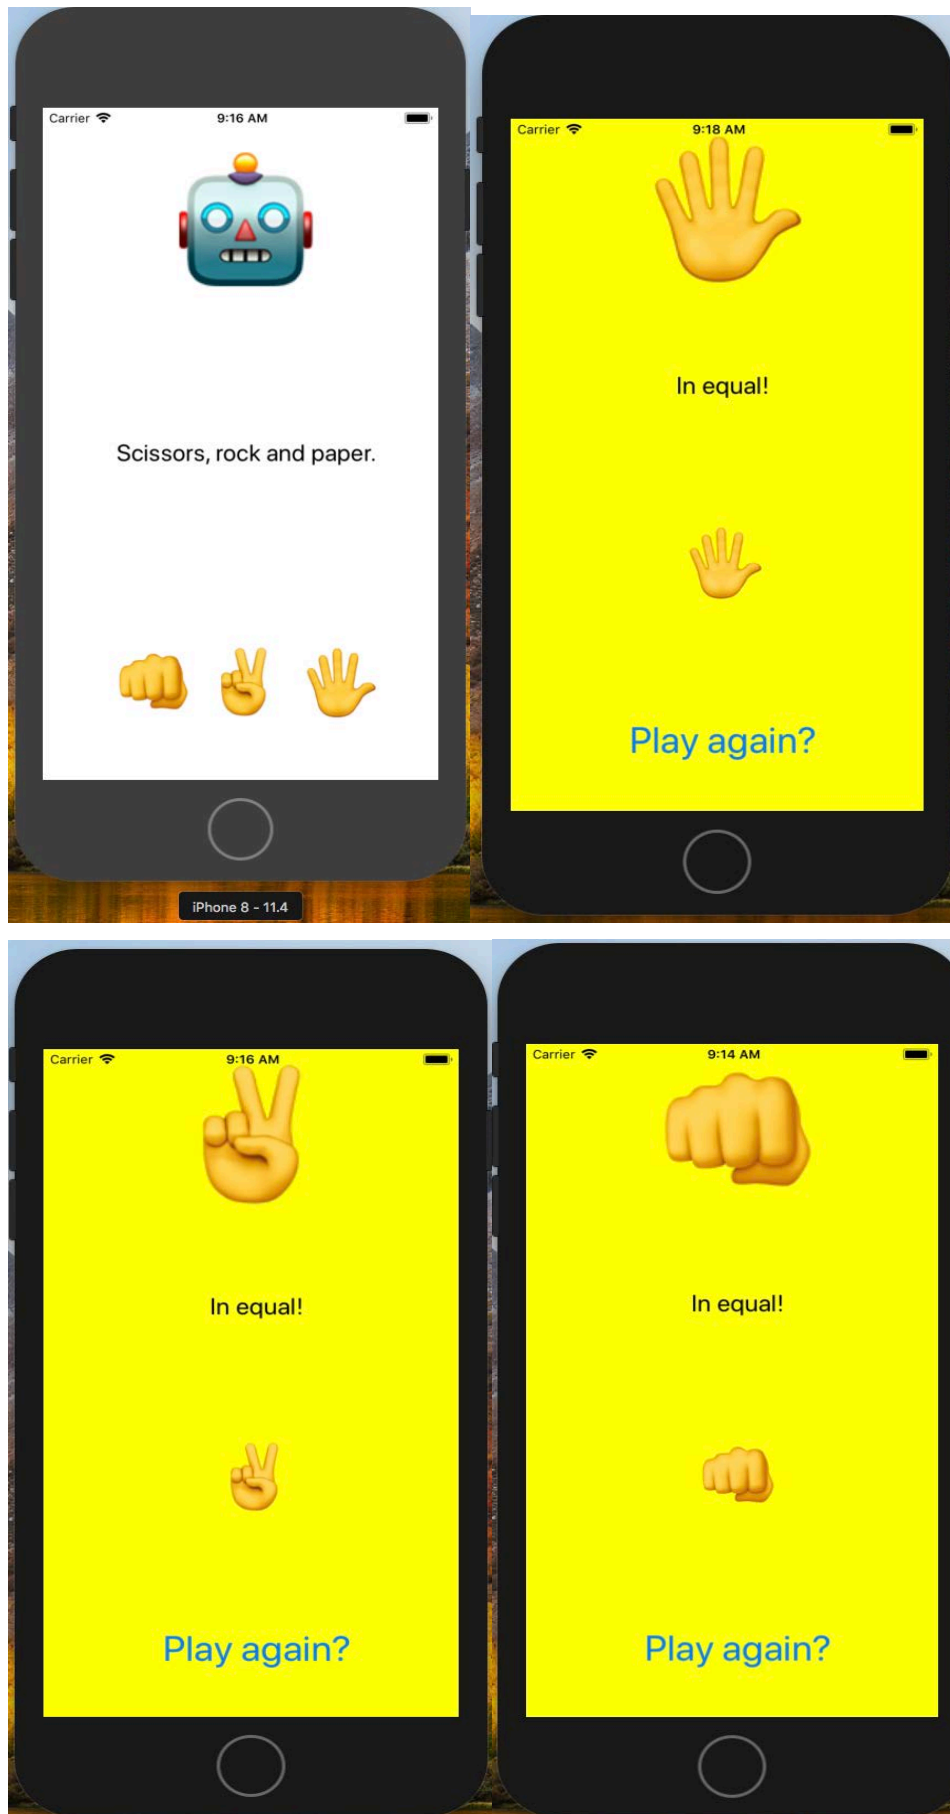 Carrier 9:16 AM
Scissors, rock and paper.
iPhone 8 - 11.4
Carrier 9:18 AM
In equal!
Play again?
Carrier 9:16 AM
In equal!
Play again?
Carrier 9:14 AM
In equal!
Play again?